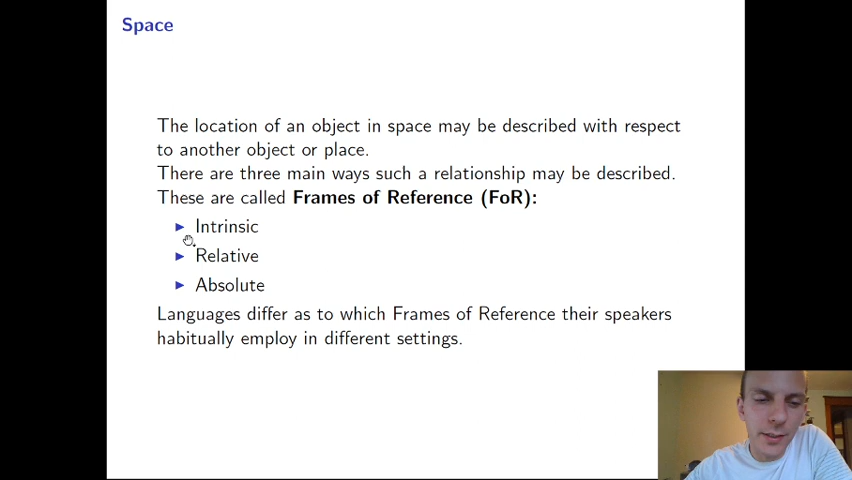 Space
The location of an object in space may be described with respect
to another object or place.
There are three main ways such a relationship may be described.
These are called Frames of Reference (FoR):
Intrinsic
Relative
Absolute
Languages differ as to which Frames of Reference their speakers
habitually employ in different settings.